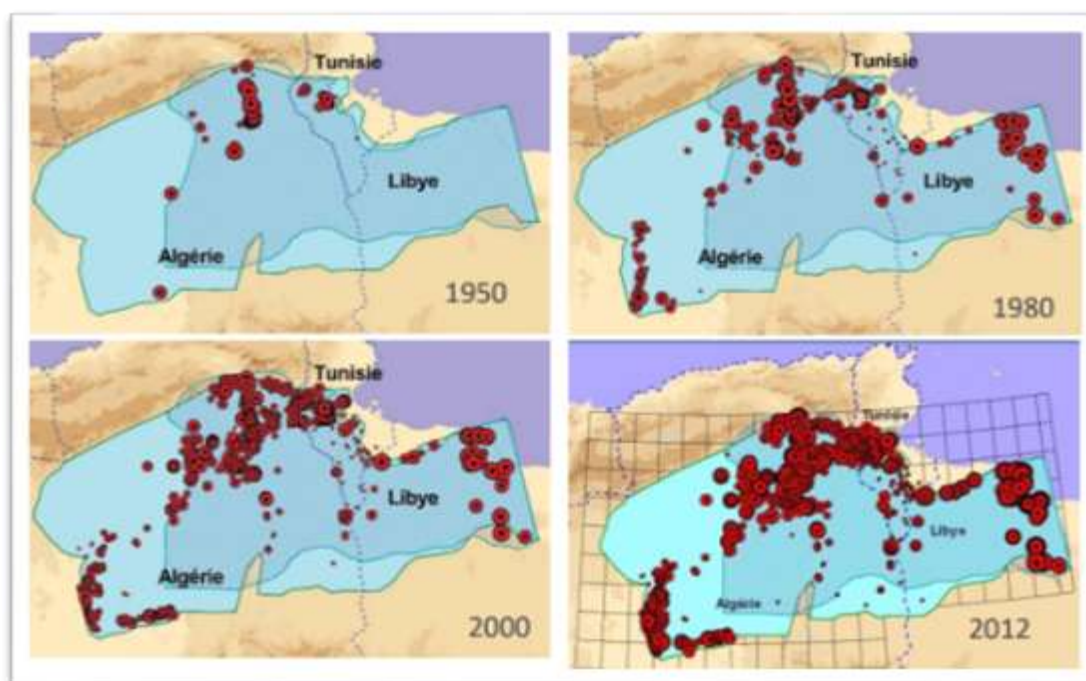 Tunisie
Libye
Algérie
1950
Tunisie
Libye
Algérie
1980
Tunisie
Libye
Algérie
2000
Tunisie
Libye
Algérie
2012